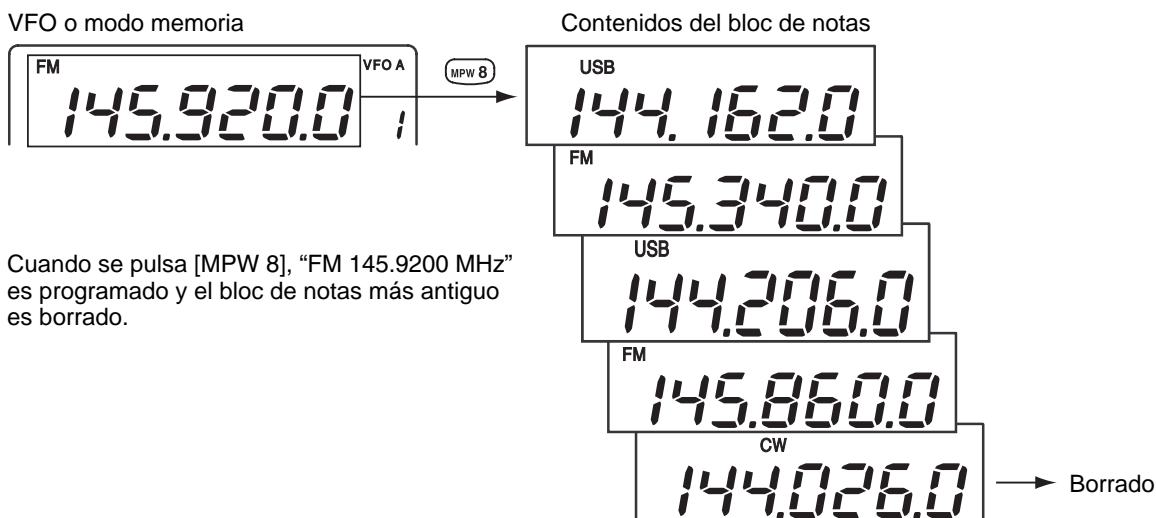 VFO o modo memoria
Contenidos del bloc de notas
FM
VFO A
145.920.0
1
MPW 8
USB
144.162.0
FM
145.340.0
Cuando se pulsa [MPW 8], “FM 145.9200 MHz”
es programado y el bloc de notas más antiguo
es borrado.
USB
144.206.0
FM
145.860.0
CW
144.026.0
Borrado